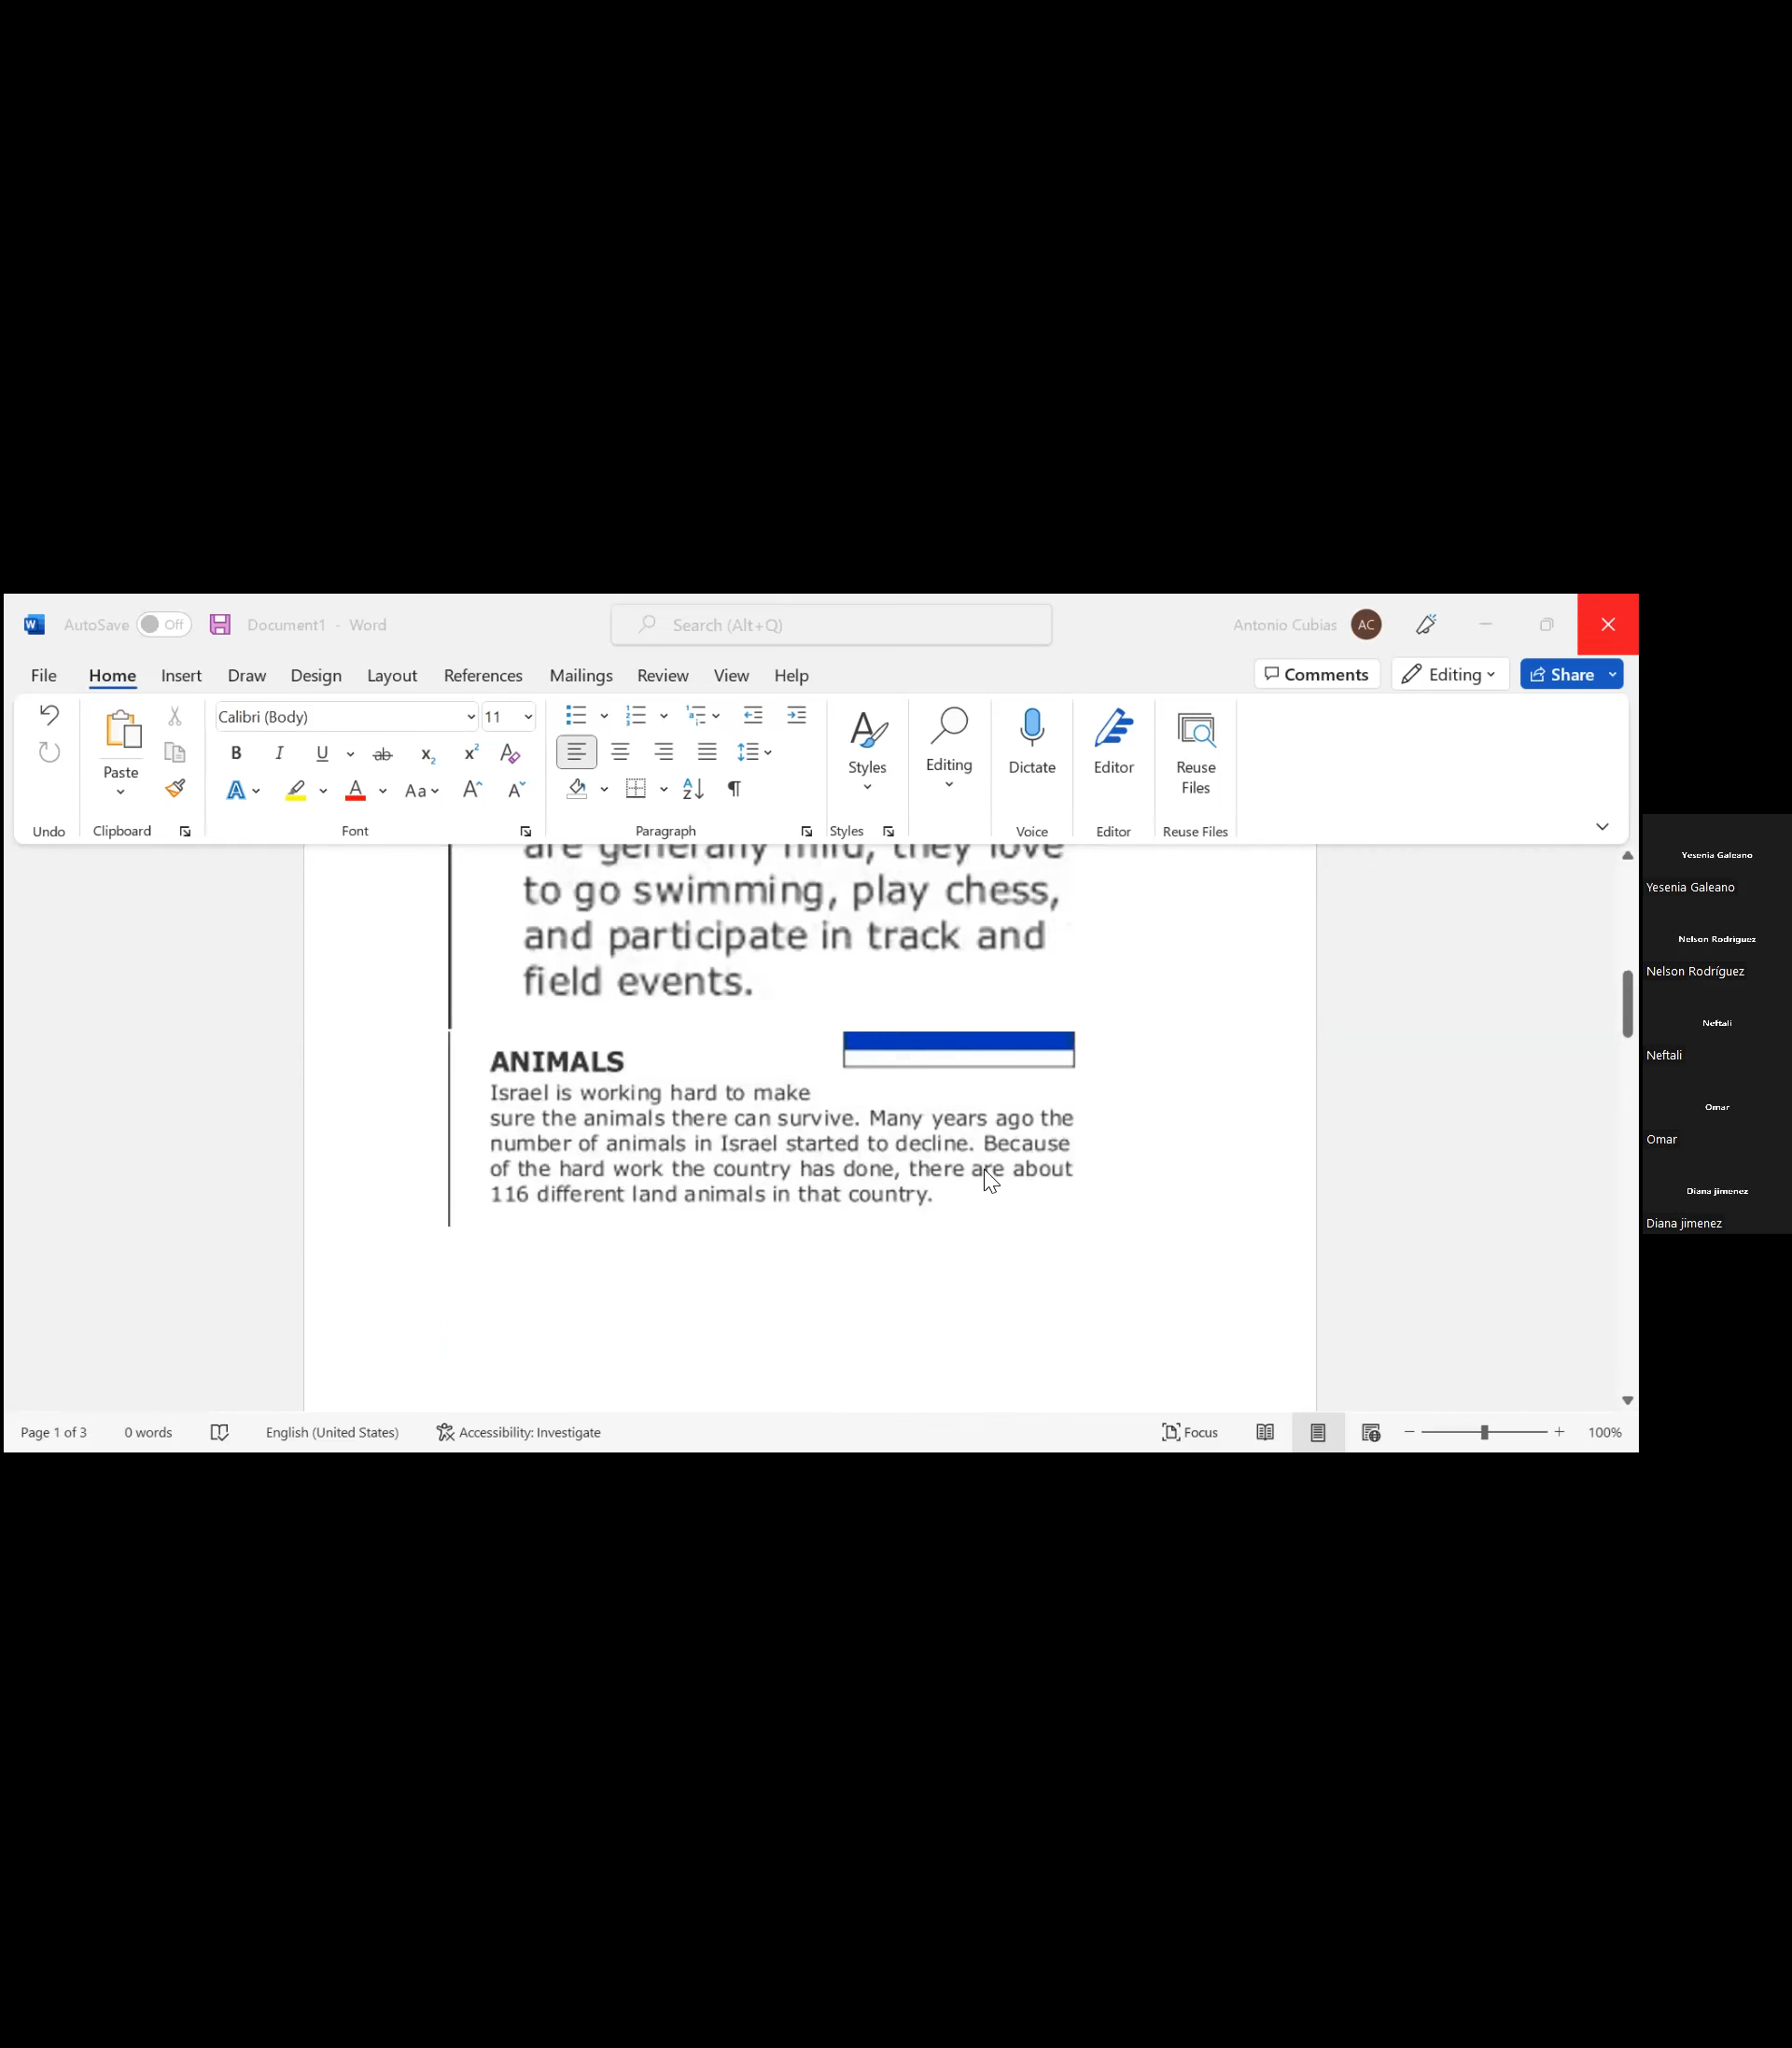 AutoSave Off Document1 - Word Search (Alt+Q) Antonio Cubias AC
File Home Insert Draw Design Layout References Mailings Review View Help Comments Editing Share
Calibri (Body) 11
Paste Styles Editing Dictate Editor Reuse Files
Undo Clipboard Font Paragraph Styles Voice Editor Reuse Files
are generally mild, they love
to go swimming, play chess,
and participate in track and
field events.
ANIMALS
Israel is working hard to make
sure the animals there can survive. Many years ago the
number of animals in Israel started to decline. Because
of the hard work the country has done, there are about
116 different land animals in that country.
Page 1 of 3 0 words English (United States) Accessibility: Investigate Focus 100%
Yesenia Galeano
Yesenia Galeano
Nelson Rodriguez
Nelson Rodríguez
Neftali
Neftali
Omar
Omar
Diana jimenez
Diana jimenez